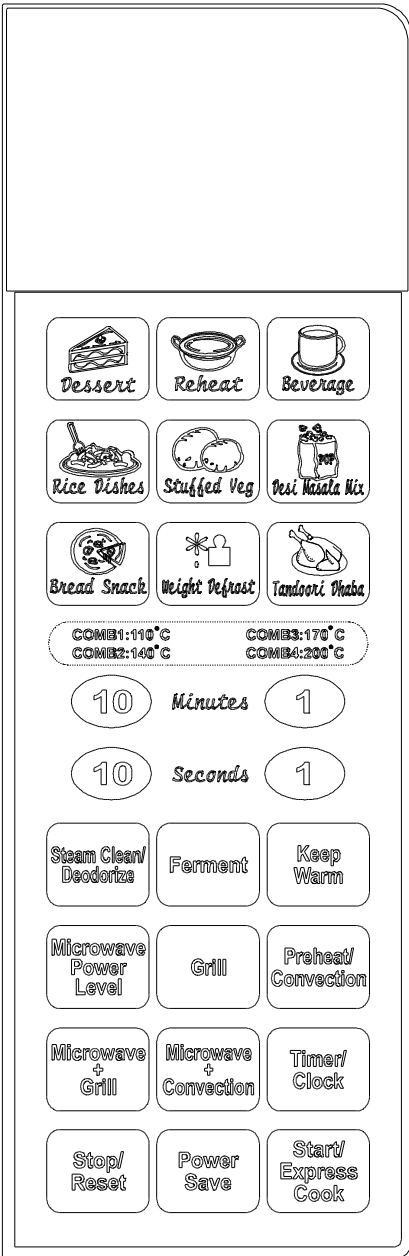 Dessert Reheat Beverage
Rice Dishes Stuffed Veg Desi Masala Mix
POP
Bread Snack Weight Defrost Tandoori Dhaba
COMB1:110°C COMB3:170°C
COMB2:140°C COMB4:200°C
10 Minutes 1
10 Seconds 1
Steam Clean/
Deodorize
Ferment
Keep
Warm
Microwave
Power
Level
Grill
Preheat/
Convection
Microwave
+
Grill
Microwave
+
Convection
Timer/
Clock
Stop/
Reset
Power
Save
Start/
Express
Cook